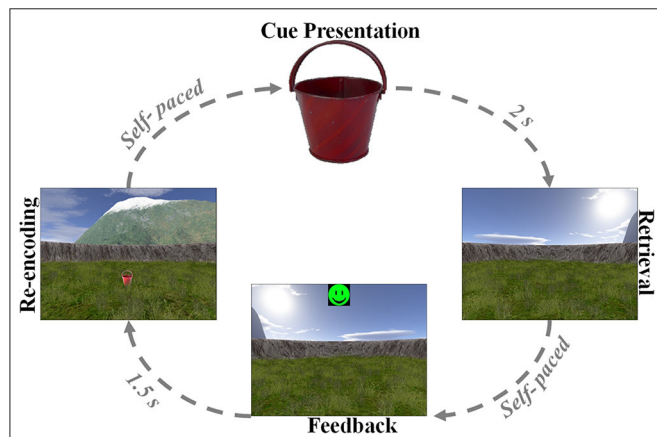 Cue Presentation
Self- paced
2 s
Re-encoding
Retrieval
1.5 s
Self-paced
Feedback